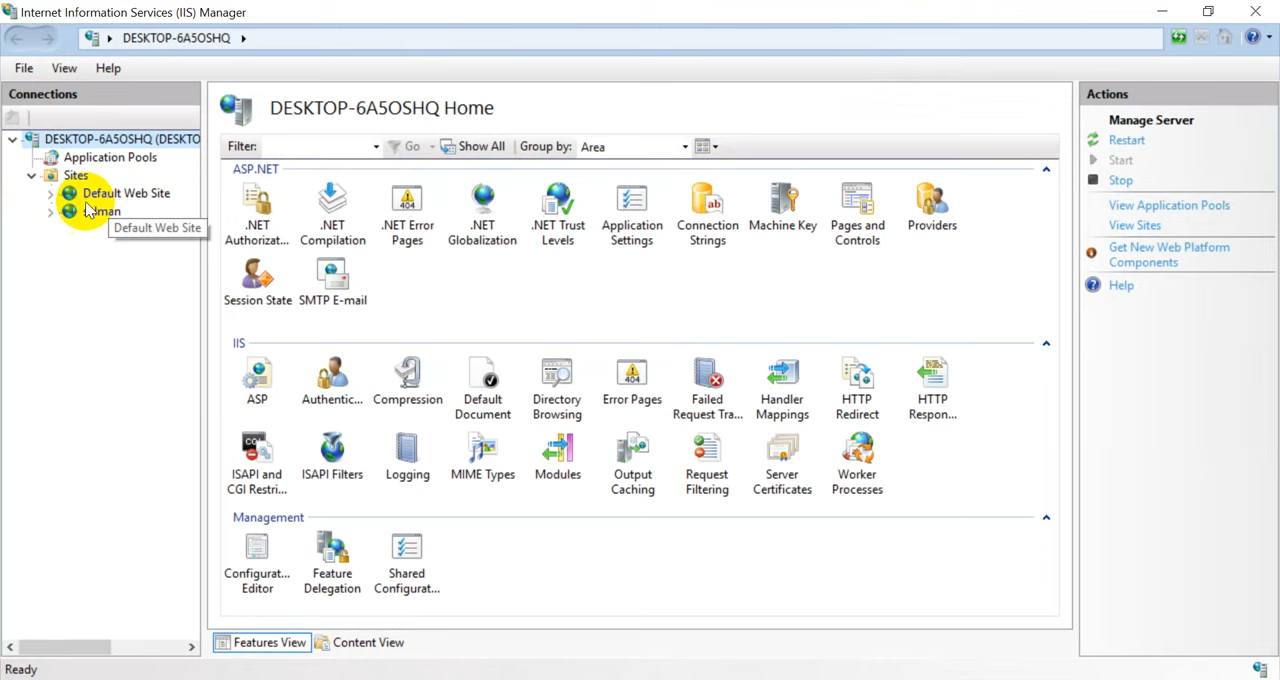 Internet Information Services (IIS) Manager
DESKTOP-6A5OSHQ
File View Help
Connections
DESKTOP-6A5OSHQ (DESKTO
Application Pools
Sites
Default Web Site
Default Web Site
DESKTOP-6A5OSHQ Home
Filter: Go Show All Group by: Area
ASP.NET
.NET Authorizat...
.NET Compilation
.NET Error Pages
.NET Globalization
.NET Trust Levels
Application Settings
Connection Strings
Machine Key
Pages and Controls
Providers
Session State
SMTP E-mail
IIS
ASP
Authentic...
Compression
Default Document
Directory Browsing
Error Pages
Failed Request Tra...
Handler Mappings
HTTP Redirect
HTTP Respon...
ISAPI and CGI Restri...
ISAPI Filters
Logging
MIME Types
Modules
Output Caching
Request Filtering
Server Certificates
Worker Processes
Management
Configurat... Editor
Feature Delegation
Shared Configurat...
Features View
Content View
Actions
Manage Server
Restart
Start
Stop
View Application Pools
View Sites
Get New Web Platform
Components
Help
Ready